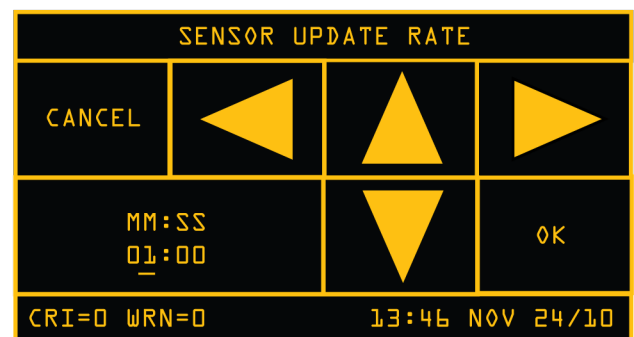 SENSOR UPDATE RATE
CANCEL
MM:SS
01:00
OK
CRI=0 WRN=0 13:46 NOV 24/10